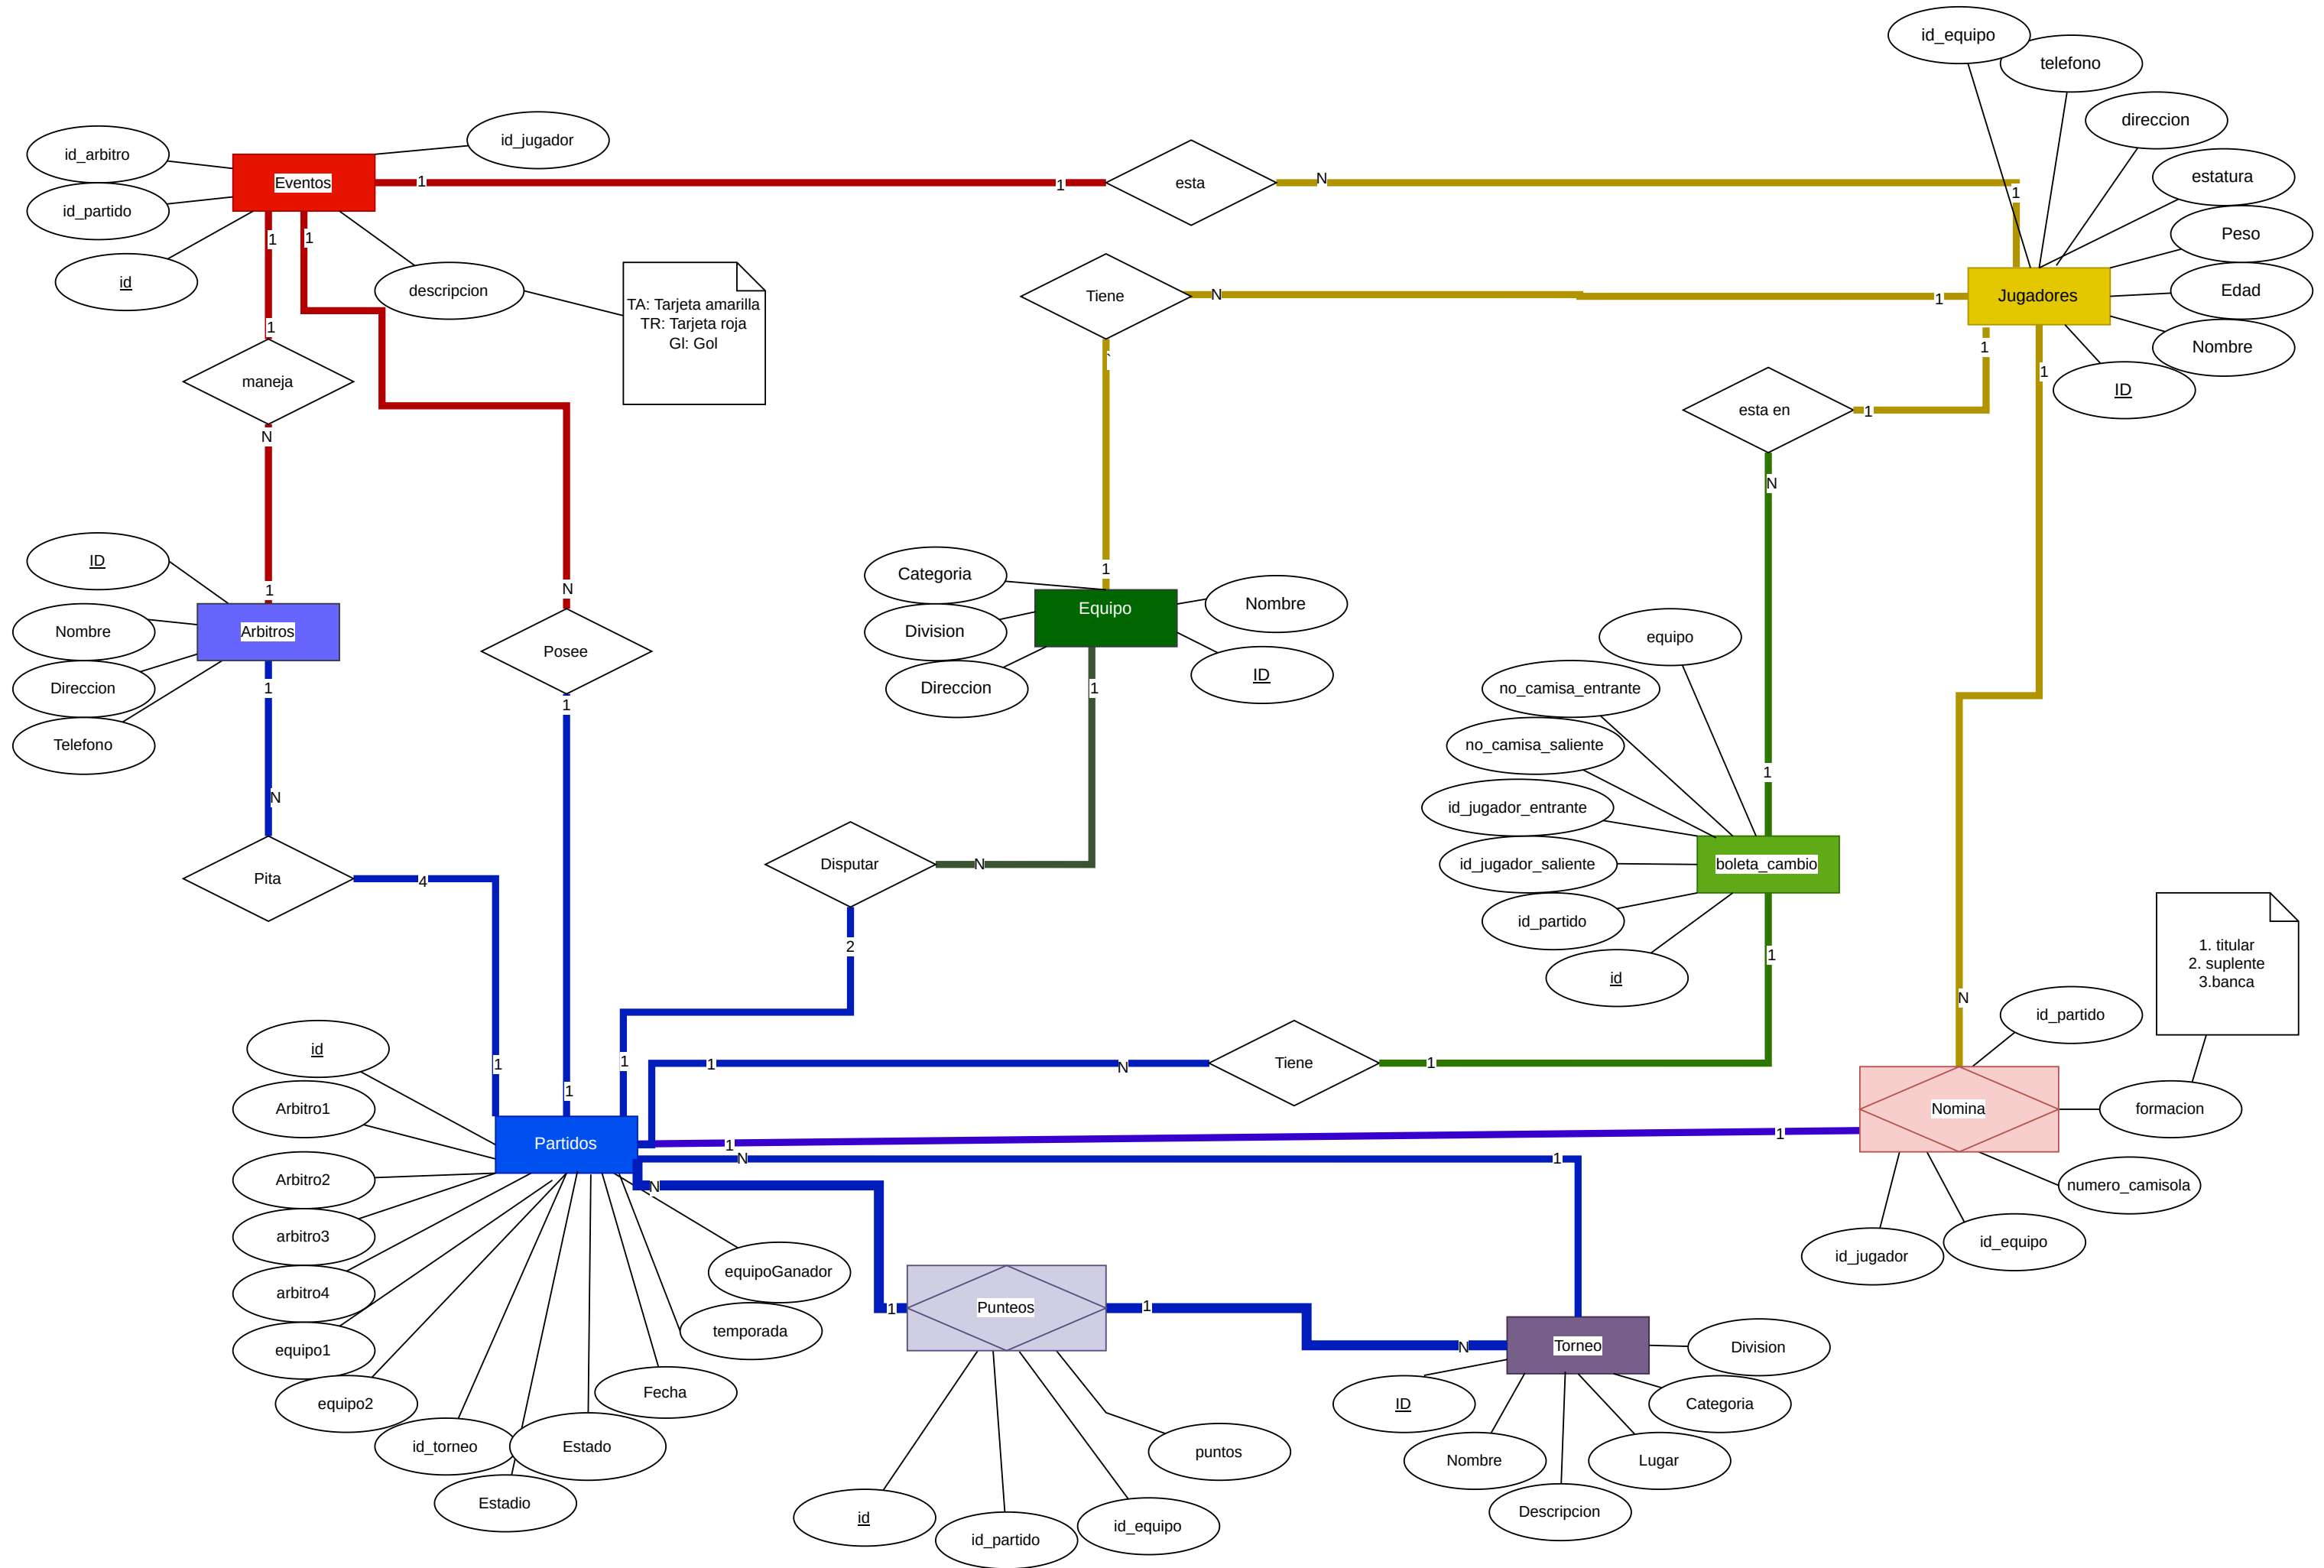 id_equipo
telefono
direccion
estatura
Peso
Edad
Nombre
ID
Jugadores
id_arbitro
id_partido
id
Eventos
id_jugador
descripcion
TA: Tarjeta amarilla
TR: Tarjeta roja
Gl: Gol
1
1
esta
N
1
1
1
1
N
maneja
1
Tiene
N
1
`
1
1
1
esta en
1
N
1
ID
Nombre
Direccion
Telefono
Arbitros
1
N
Pita
4
1
N
Posee
1
1
Categoria
Division
Direccion
Equipo
Nombre
ID
1
N
Disputar
2
1
equipo
no_camisa_entrante
no_camisa_saliente
id_jugador_entrante
id_jugador_saliente
id_partido
id
boleta_cambio
1
1
Tiene
N
1
1. titular
2. suplente
3.banca
N
id_partido
formacion
Nomina
numero_camisola
id_equipo
id_jugador
1
1
id
Arbitro1
Arbitro2
arbitro3
arbitro4
equipo1
equipo2
id_torneo
Estadio
Estado
Fecha
temporada
equipoGanador
Partidos
N
1
N
1
Punteos
1
N
id
id_partido
id_equipo
puntos
Torneo
Division
Categoria
Lugar
Descripcion
Nombre
ID